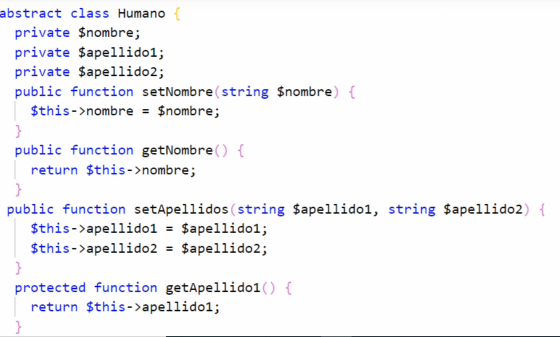 abstract class Humano {
private $nombre;
private $apellido1;
private $apellido2;
public function setNombre(string $nombre) {
$this->nombre = $nombre;
}
public function getNombre() {
return $this->nombre;
}
public function setApellidos(string $apellido1, string $apellido2) {
$this->apellido1 = $apellido1;
$this->apellido2 = $apellido2;
}
protected function getApellido1() {
return $this->apellido1;
}